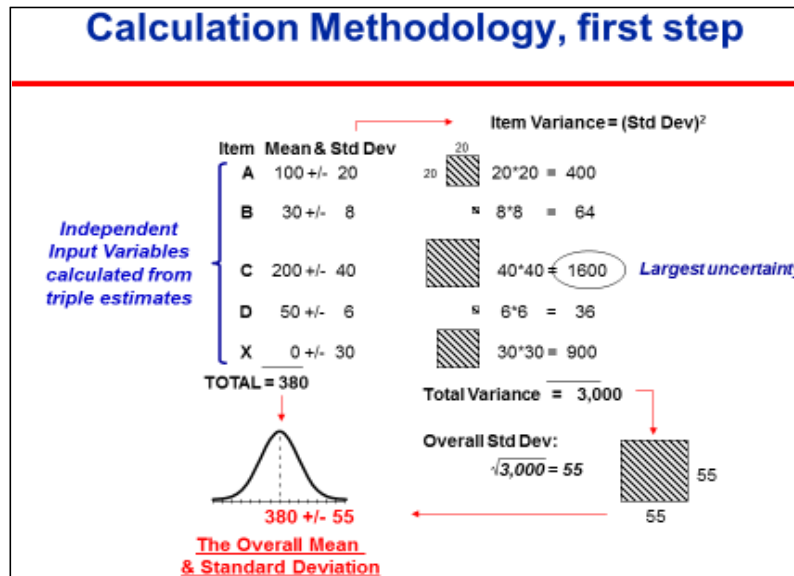 Calculation Methodology, first step
Item Variance = (Std Dev)²
Item Mean & Std Dev
20
A 100 +/- 20
20
20*20 = 400
B 30 +/- 8
8*8 = 64
Independent
Input Variables
calculated from
triple estimates
C 200 +/- 40
40*40 = 1600
Largest uncertainty
D 50 +/- 6
6*6 = 36
X 0 +/- 30
30*30 = 900
TOTAL = 380
Total Variance = 3,000
Overall Std Dev:
√3,000 = 55
55
55
380 +/- 55
The Overall Mean
& Standard Deviation